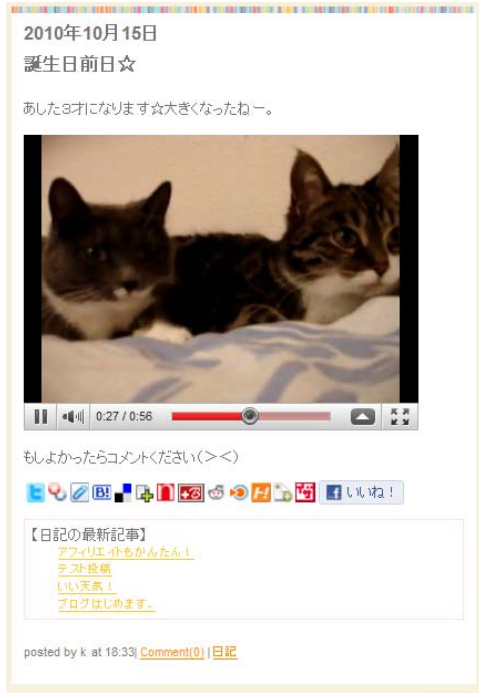 2010年10月15日
誕生日前日☆
あした3才になります☆大きくなったねー。
0:27 / 0:56
もしよかったらコメントください(＞＜)
B! いいね！
【日記の最新記事】
アフィリエイトもかんたん！
テスト投稿
いい天気！
ブログはじめます。
posted by k at 18:33| Comment(0) | 日記